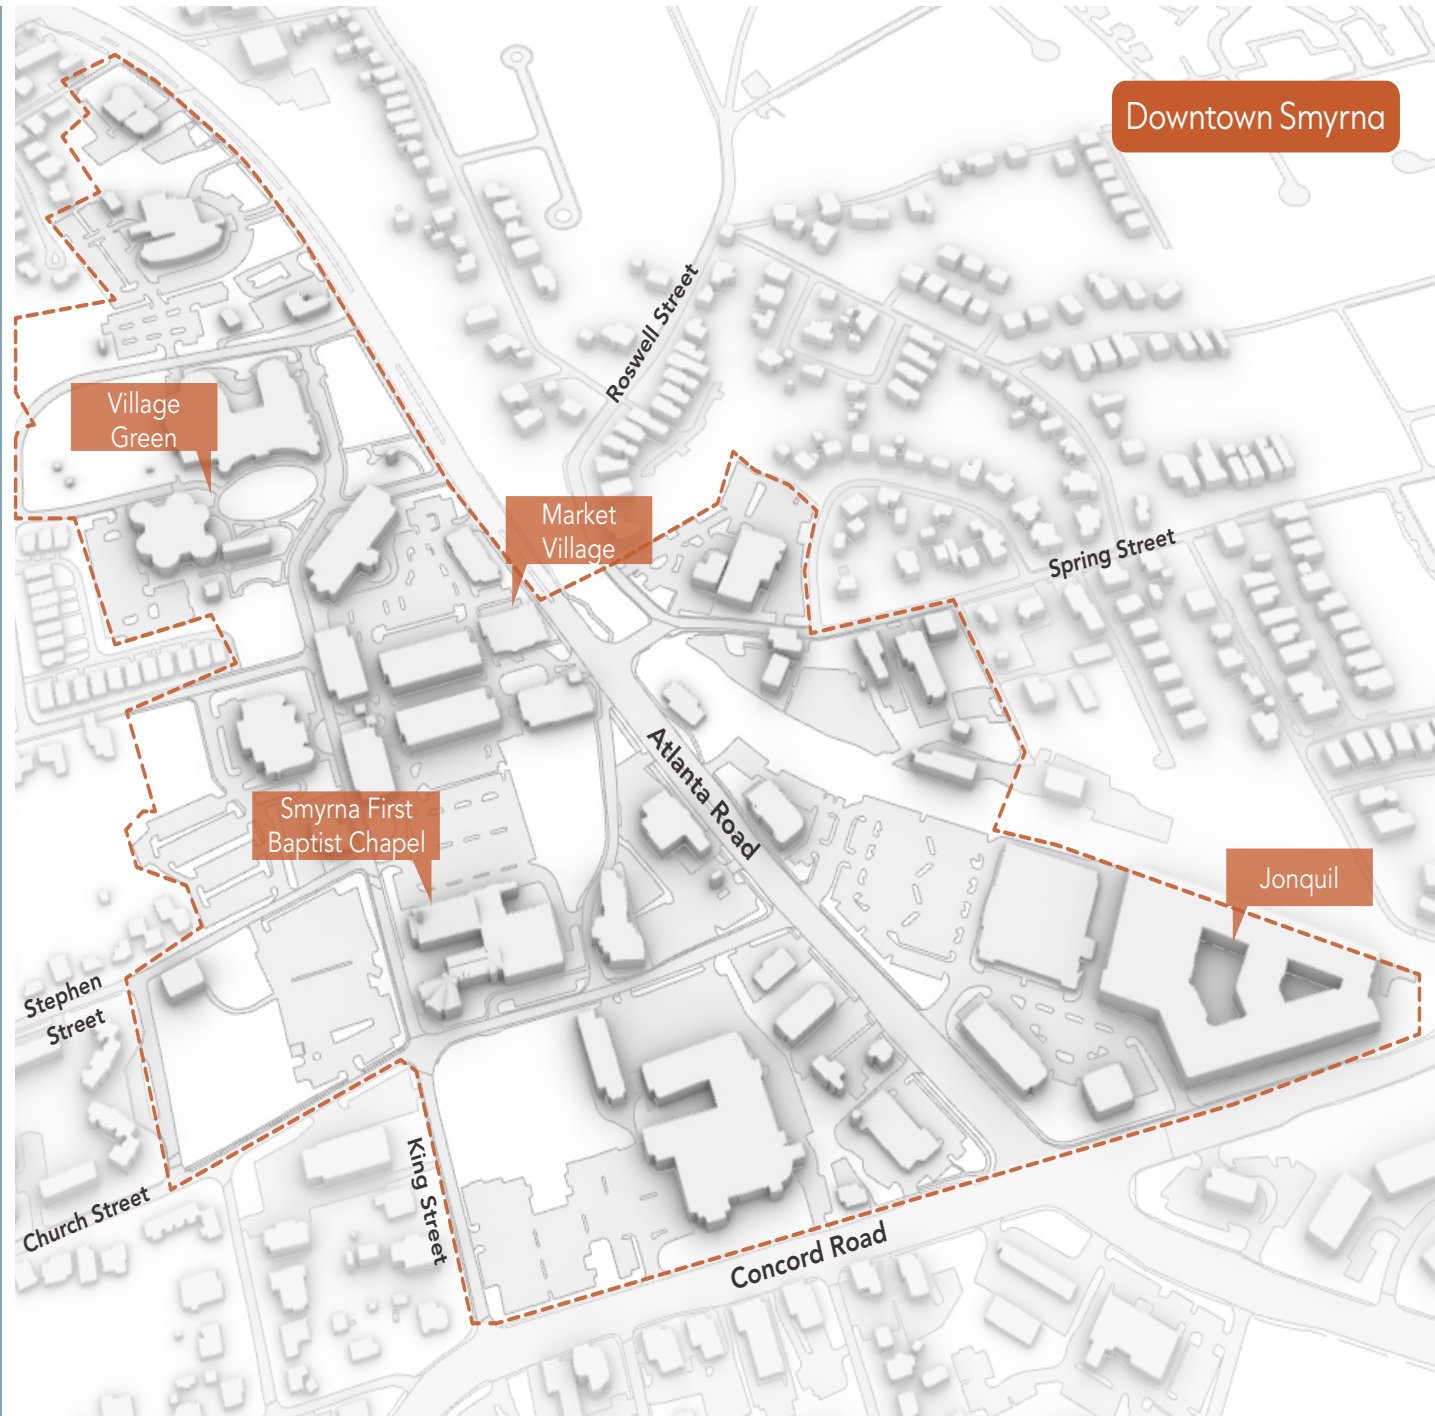 Downtown Smyrna
Roswell Street
Village
Green
Market
Village
Spring Street
Atlanta Road
Smyrna First
Baptist Chapel
Jonquil
Stephen
Street
King Street
Church Street
Concord Road